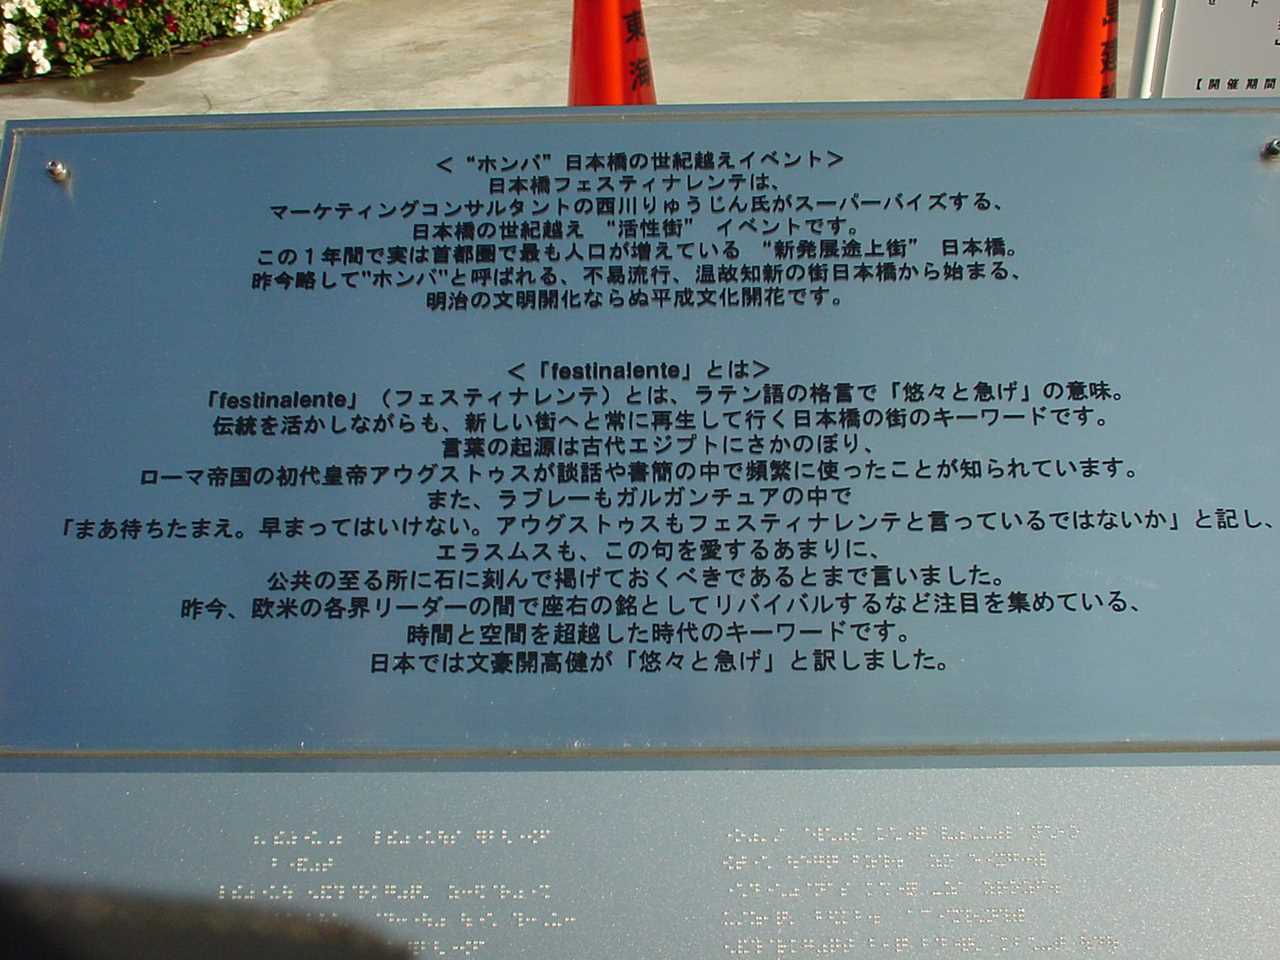 東海
建
【開催期間
＜ “ホンバ” 日本橋の世紀越えイベント＞
日本橋フェスティナレンテは、
マーケティングコンサルタントの西川りゅうじん氏がスーパーバイズする、
日本橋の世紀越え “活性街” イベントです。
この１年間で実は首都圏で最も人口が増えている “新発展途上街” 日本橋。
昨今略して"ホンバ"と呼ばれる、不易流行、温故知新の街日本橋から始まる、
明治の文明開化ならぬ平成文化開花です。
＜「festinalente」とは＞
「festinalente」（フェスティナレンテ）とは、ラテン語の格言で「悠々と急げ」の意味。
伝統を活かしながらも、新しい街へと常に再生して行く日本橋の街のキーワードです。
言葉の起源は古代エジプトにさかのぼり、
ローマ帝国の初代皇帝アウグストゥスが談話や書簡の中で頻繁に使ったことが知られています。
また、ラブレーもガルガンチュアの中で
「まあ待ちたまえ。早まってはいけない。アウグストゥスもフェスティナレンテと言っているではないか」と記し、
エラスムスも、この句を愛するあまりに、
公共の至る所に石に刻んで掲げておくべきであるとまで言いました。
昨今、欧米の各界リーダーの間で座右の銘としてリバイバルするなど注目を集めている、
時間と空間を超越した時代のキーワードです。
日本では文豪開高健が「悠々と急げ」と訳しました。